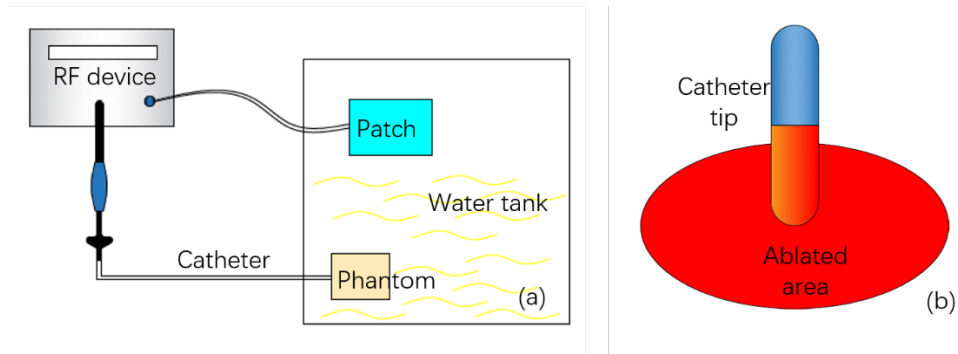 RF device
Patch
Water tank
Catheter
Phantom
(a)
Catheter
tip
Ablated
area
(b)